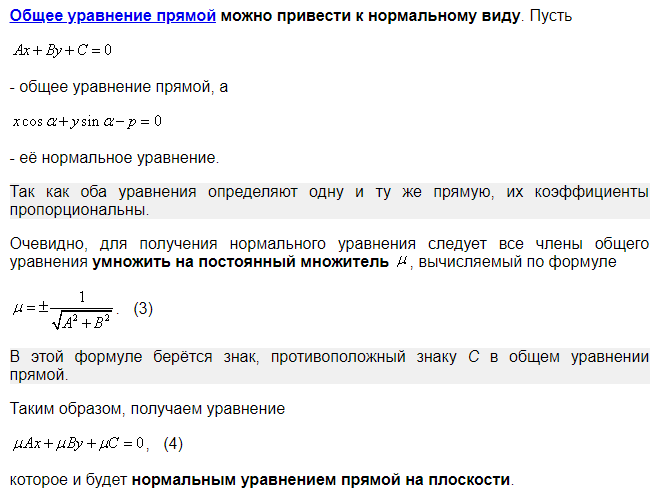 Общее уравнение прямой можно привести к нормальному виду. Пусть
Ax + By + C = 0
- общее уравнение прямой, а
x cos α + y sin α − p = 0
- её нормальное уравнение.
Так как оба уравнения определяют одну и ту же прямую, их коэффициенты
пропорциональны.
Очевидно, для получения нормального уравнения следует все члены общего
уравнения умножить на постоянный множитель μ, вычисляемый по формуле
μ = ± 1/√(A² + B²). (3)
В этой формуле берётся знак, противоположный знаку C в общем уравнении
прямой.
Таким образом, получаем уравнение
μAx + μBy + μC = 0, (4)
которое и будет нормальным уравнением прямой на плоскости.